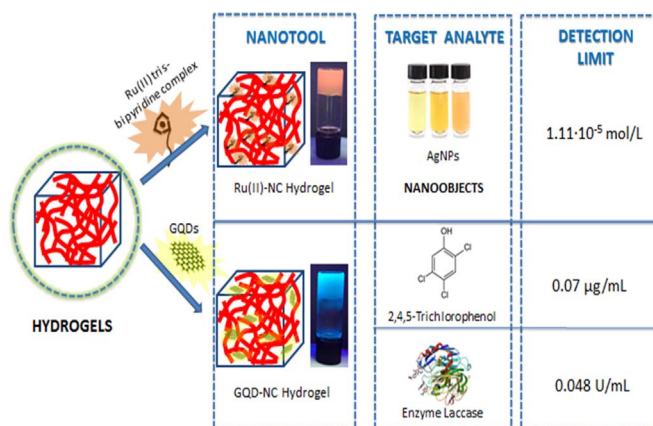 NANOTOOL
TARGET ANALYTE
DETECTION
LIMIT
Ru(II)tris-
bipyridine complex
Ru(II)-NC Hydrogel
AgNPs
NANOOBJECTS
1.11·10⁻⁵ mol/L
GQDs
HYDROGELS
GQD-NC Hydrogel
OH
Cl
Cl
Cl
2,4,5-Trichlorophenol
0.07 µg/mL
Enzyme Laccase
0.048 U/mL